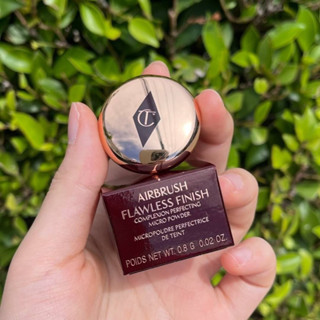 CT
AIRBRUSH
FLAWLESS FINISH
COMPLEXION PERFECTING
MICRO POWDER
MICROPOUDRE PERFECTRICE
DE TEINT
POIDS NET WT. 0.8 G 0.02 OZ.